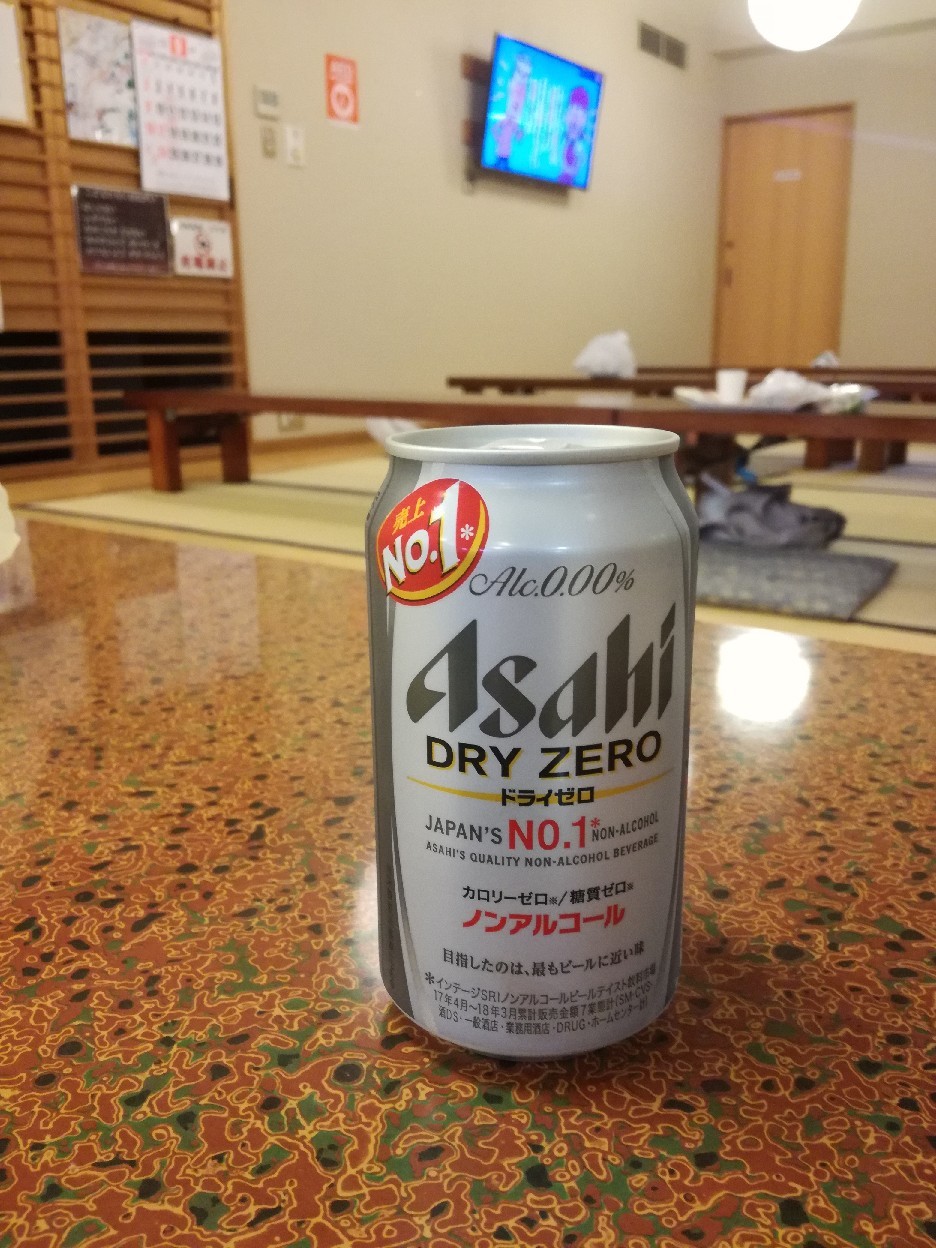 売上
No.1*
Alc.0.00%
Asahi
DRY ZERO
ドライゼロ
JAPAN'S NO.1* NON-ALCOHOL
ASAHI'S QUALITY NON-ALCOHOL BEVERAGE
カロリーゼロ※/糖質ゼロ※
ノンアルコール
目指したのは、最もビールに近い味
*インテージSRIノンアルコールビールテイスト飲料市場
17年4月~18年3月累計販売金額 7業態計(SM・CVS・
酒DS・一般酒店・業務用酒店・DRUG・ホームセンター計)